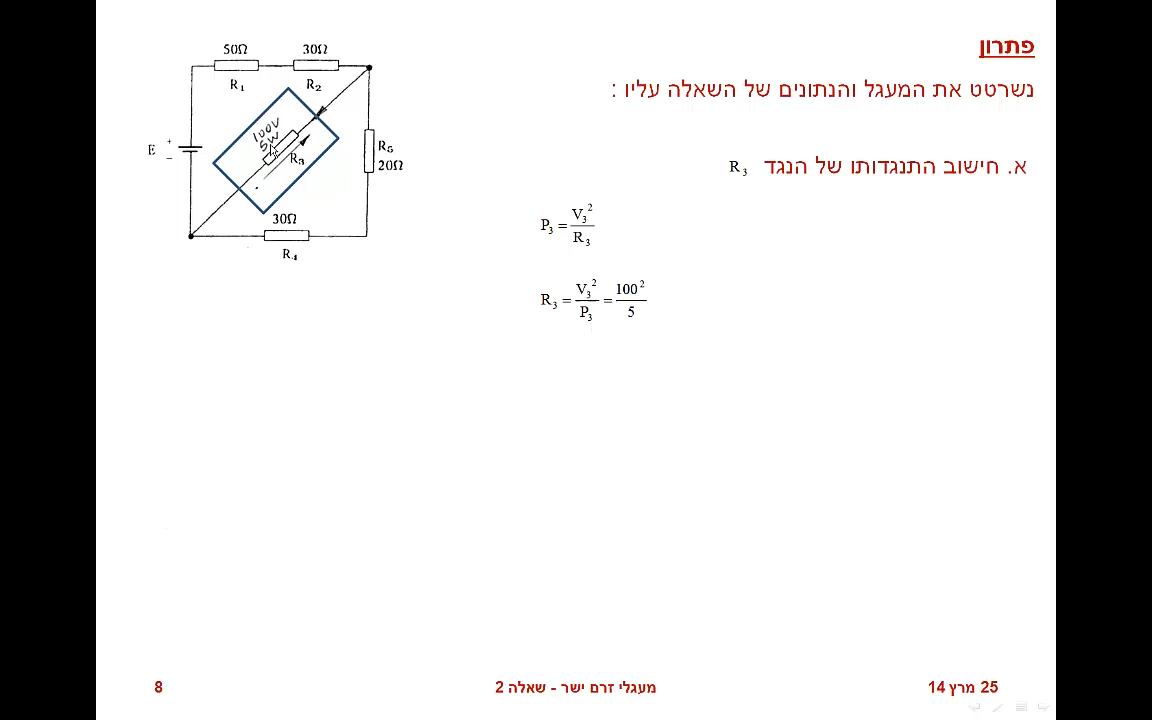 פתרון
נשרטט את המעגל והנתונים של השאלה עליו :
א. חישוב התנגדותו של הנגד R₃
P₃ = V₃² / R₃
R₃ = V₃² / P₃ = 100² / 5
50Ω 30Ω
R₁ R₂
100V
5W
R₃
E + −
R₅
20Ω
30Ω
R₄
25 מרץ 14
מעגלי זרם ישר - שאלה 2
8